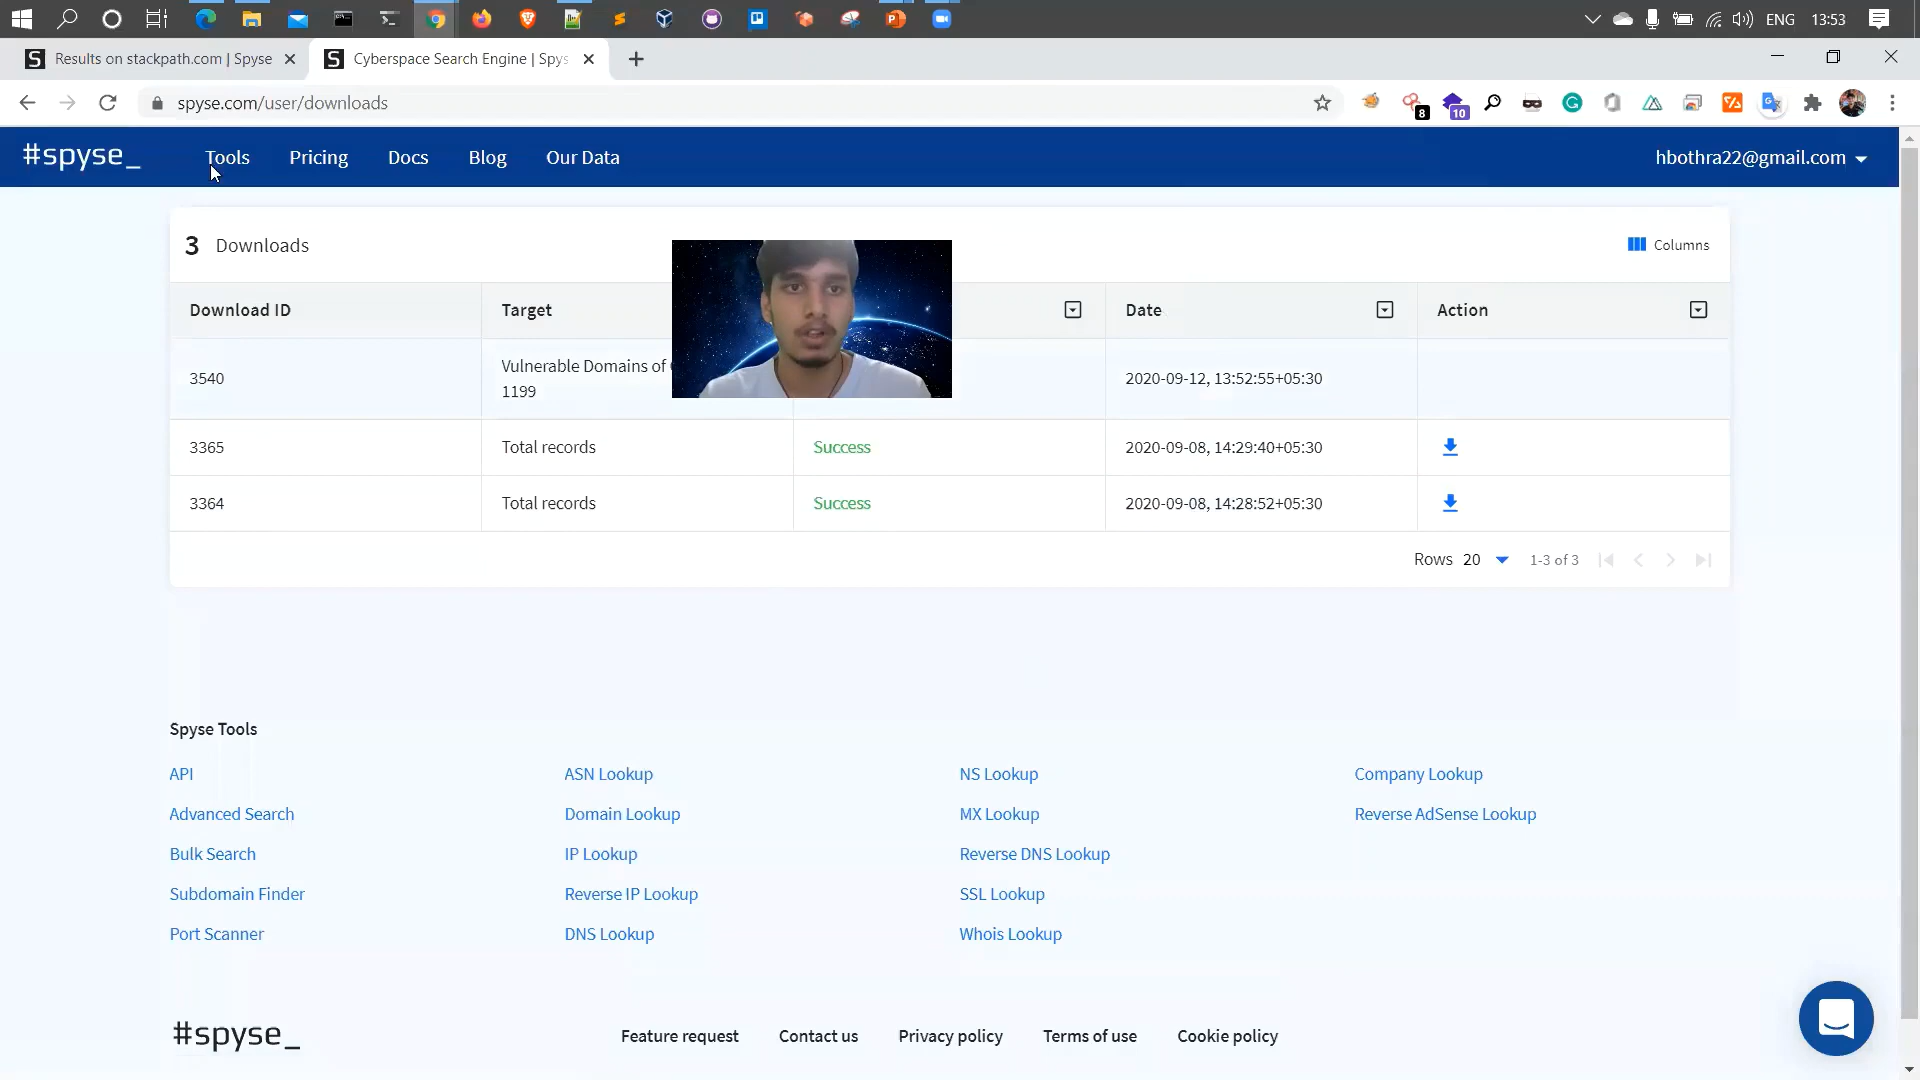 ENG 13:53
Results on stackpath.com | Spyse
Cyberspace Search Engine | Spys
spyse.com/user/downloads
8
10
#spyse_ Tools Pricing Docs Blog Our Data hbothra22@gmail.com
3 Downloads Columns
Download ID Target Date Action
3540 Vulnerable Domains of
1199
2020-09-12, 13:52:55+05:30
3365 Total records Success 2020-09-08, 14:29:40+05:30
3364 Total records Success 2020-09-08, 14:28:52+05:30
Rows 20 1-3 of 3
Spyse Tools
API ASN Lookup NS Lookup Company Lookup
Advanced Search Domain Lookup MX Lookup Reverse AdSense Lookup
Bulk Search IP Lookup Reverse DNS Lookup
Subdomain Finder Reverse IP Lookup SSL Lookup
Port Scanner DNS Lookup Whois Lookup
#spyse_ Feature request Contact us Privacy policy Terms of use Cookie policy